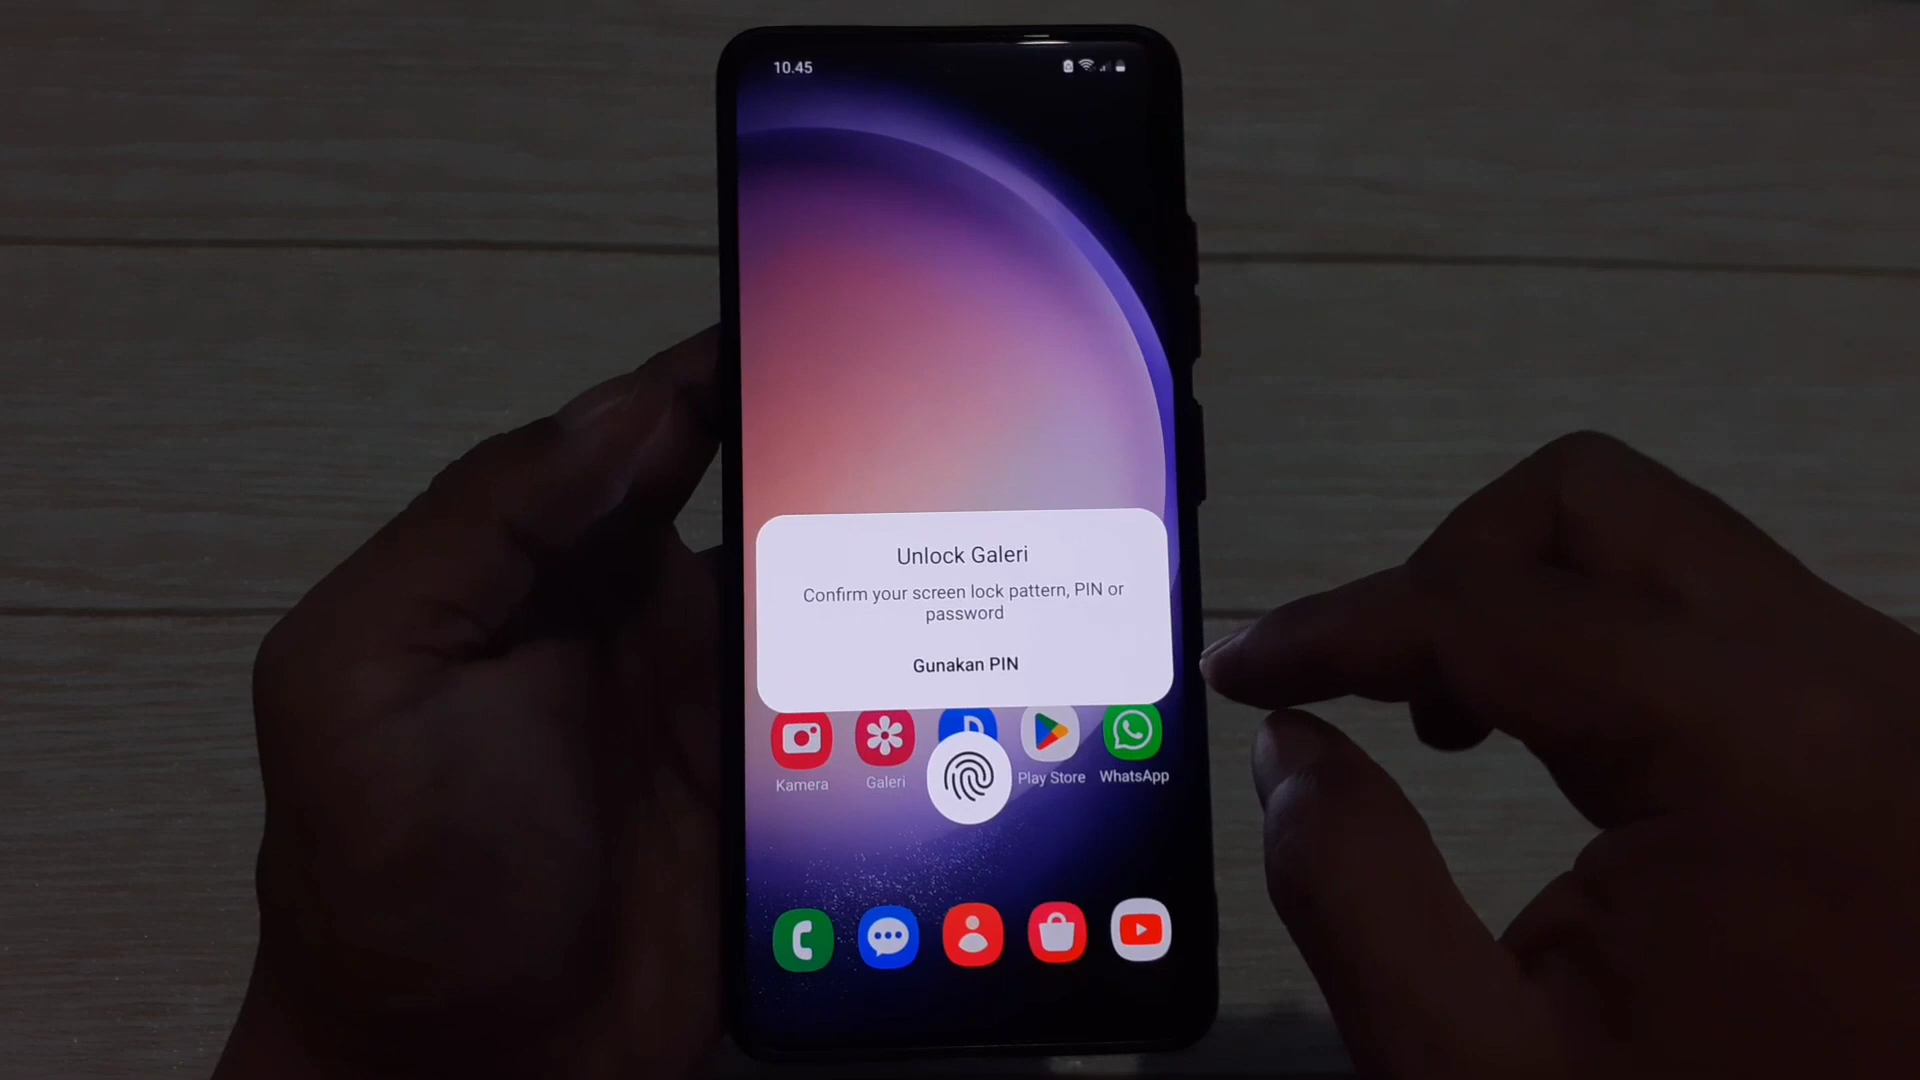 10.45
Unlock Galeri
Confirm your screen lock pattern, PIN or
password
Gunakan PIN
Kamera
Galeri
Play Store
WhatsApp